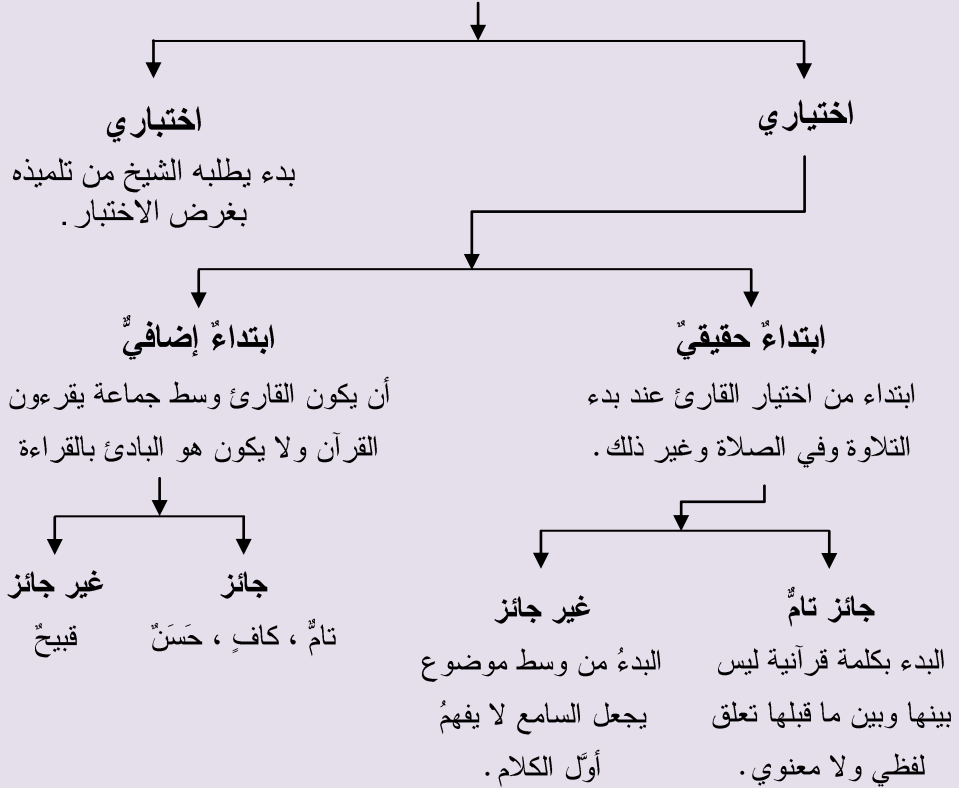 اختياري
اختباري
بدء يطلبه الشيخ من تلميذه
بغرض الاختبار .
ابتداءٌ حقيقيٌ
ابتداء من اختيار القارئ عند بدء
التلاوة وفي الصلاة وغير ذلك .
ابتداءٌ إضافيٌّ
أن يكون القارئ وسط جماعة يقرءون
القرآن ولا يكون هو البادئ بالقراءة
جائز تامٌّ
البدء بكلمة قرآنية ليس
بينها وبين ما قبلها تعلق
لفظي ولا معنوي .
غير جائز
البدءُ من وسط موضوع
يجعل السامع لا يفهمُ
أوَّل الكلام .
جائز
تامٌّ ، كافٍ ، حَسَنٌ
غير جائز
قبيحٌ